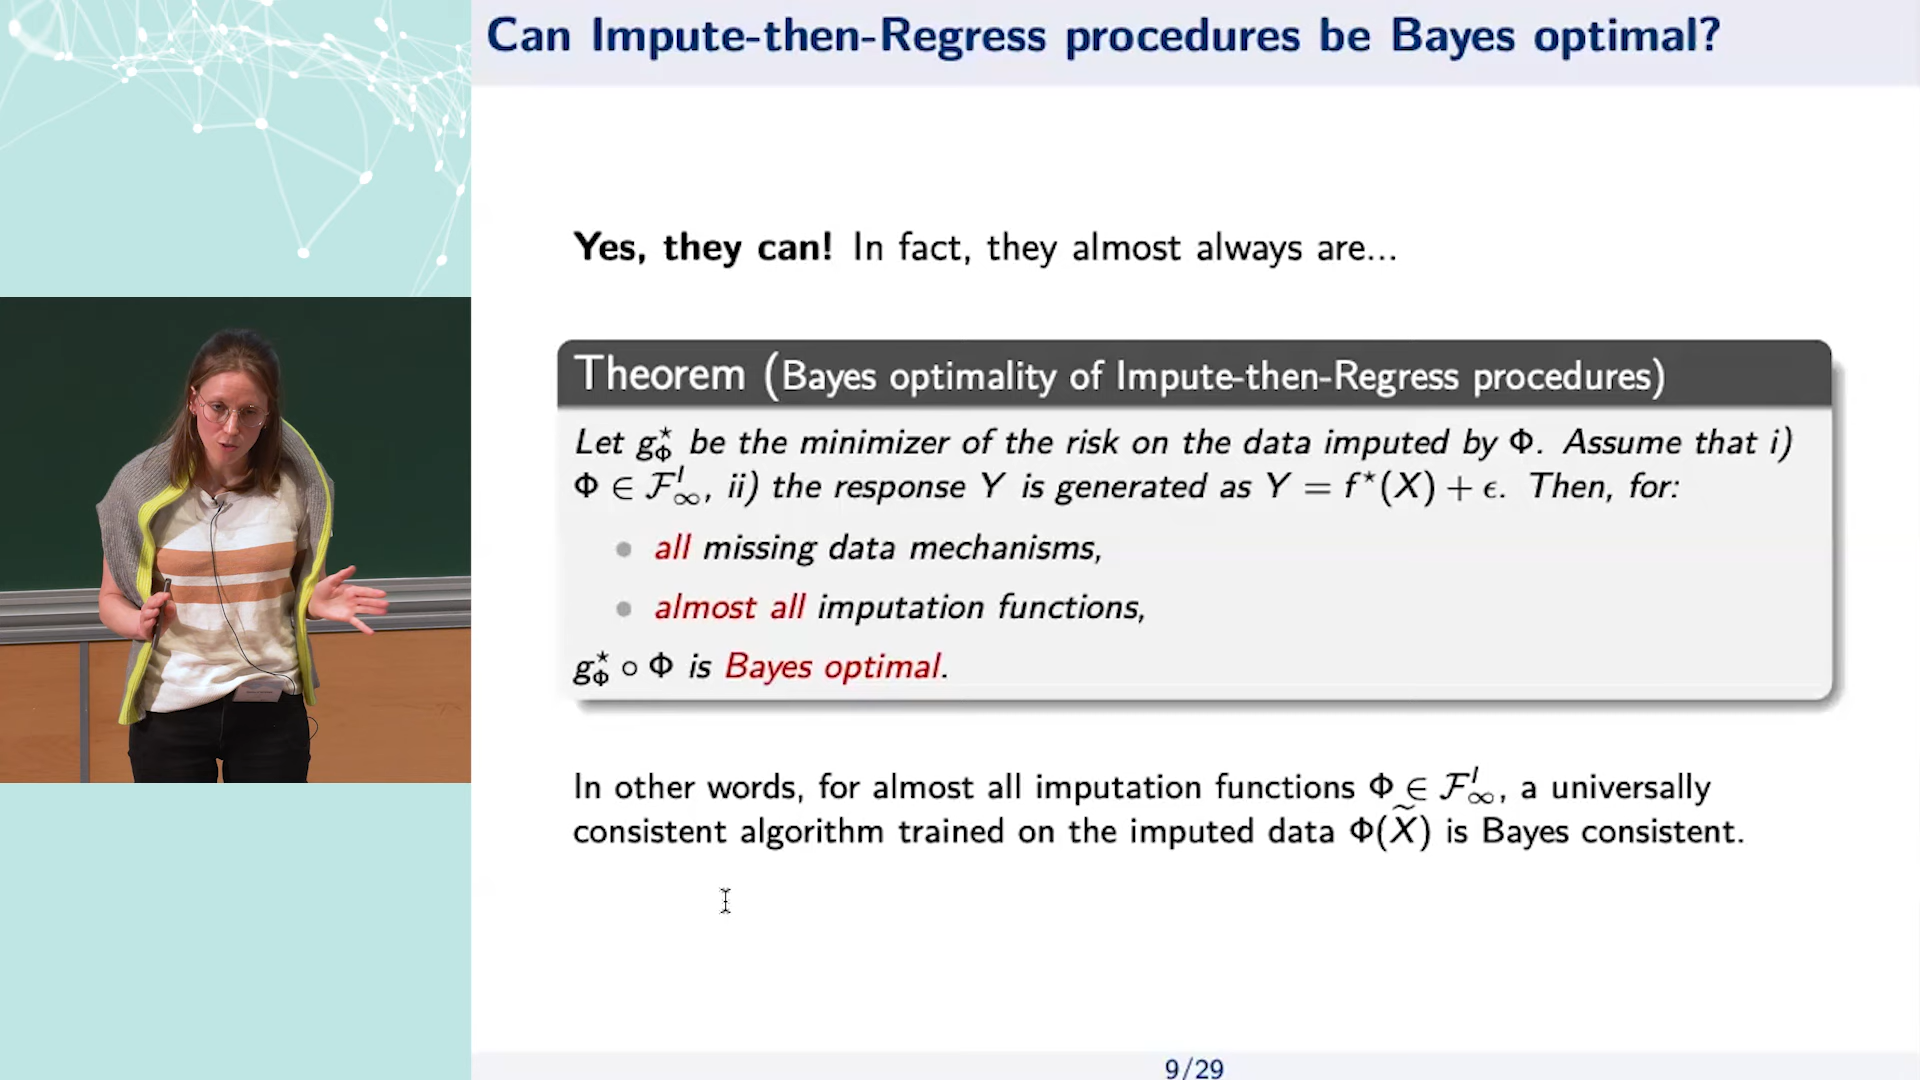 Can Impute-then-Regress procedures be Bayes optimal?
Yes, they can! In fact, they almost always are...
Theorem (Bayes optimality of Impute-then-Regress procedures)
Let g⋆Φ be the minimizer of the risk on the data imputed by Φ. Assume that i)
Φ ∈ ℱᴵ∞, ii) the response Y is generated as Y = f⋆(X) + ϵ. Then, for:
• all missing data mechanisms,
• almost all imputation functions,
g⋆Φ ∘ Φ is Bayes optimal.
In other words, for almost all imputation functions Φ ∈ ℱᴵ∞, a universally
consistent algorithm trained on the imputed data Φ(X̃) is Bayes consistent.
9/29